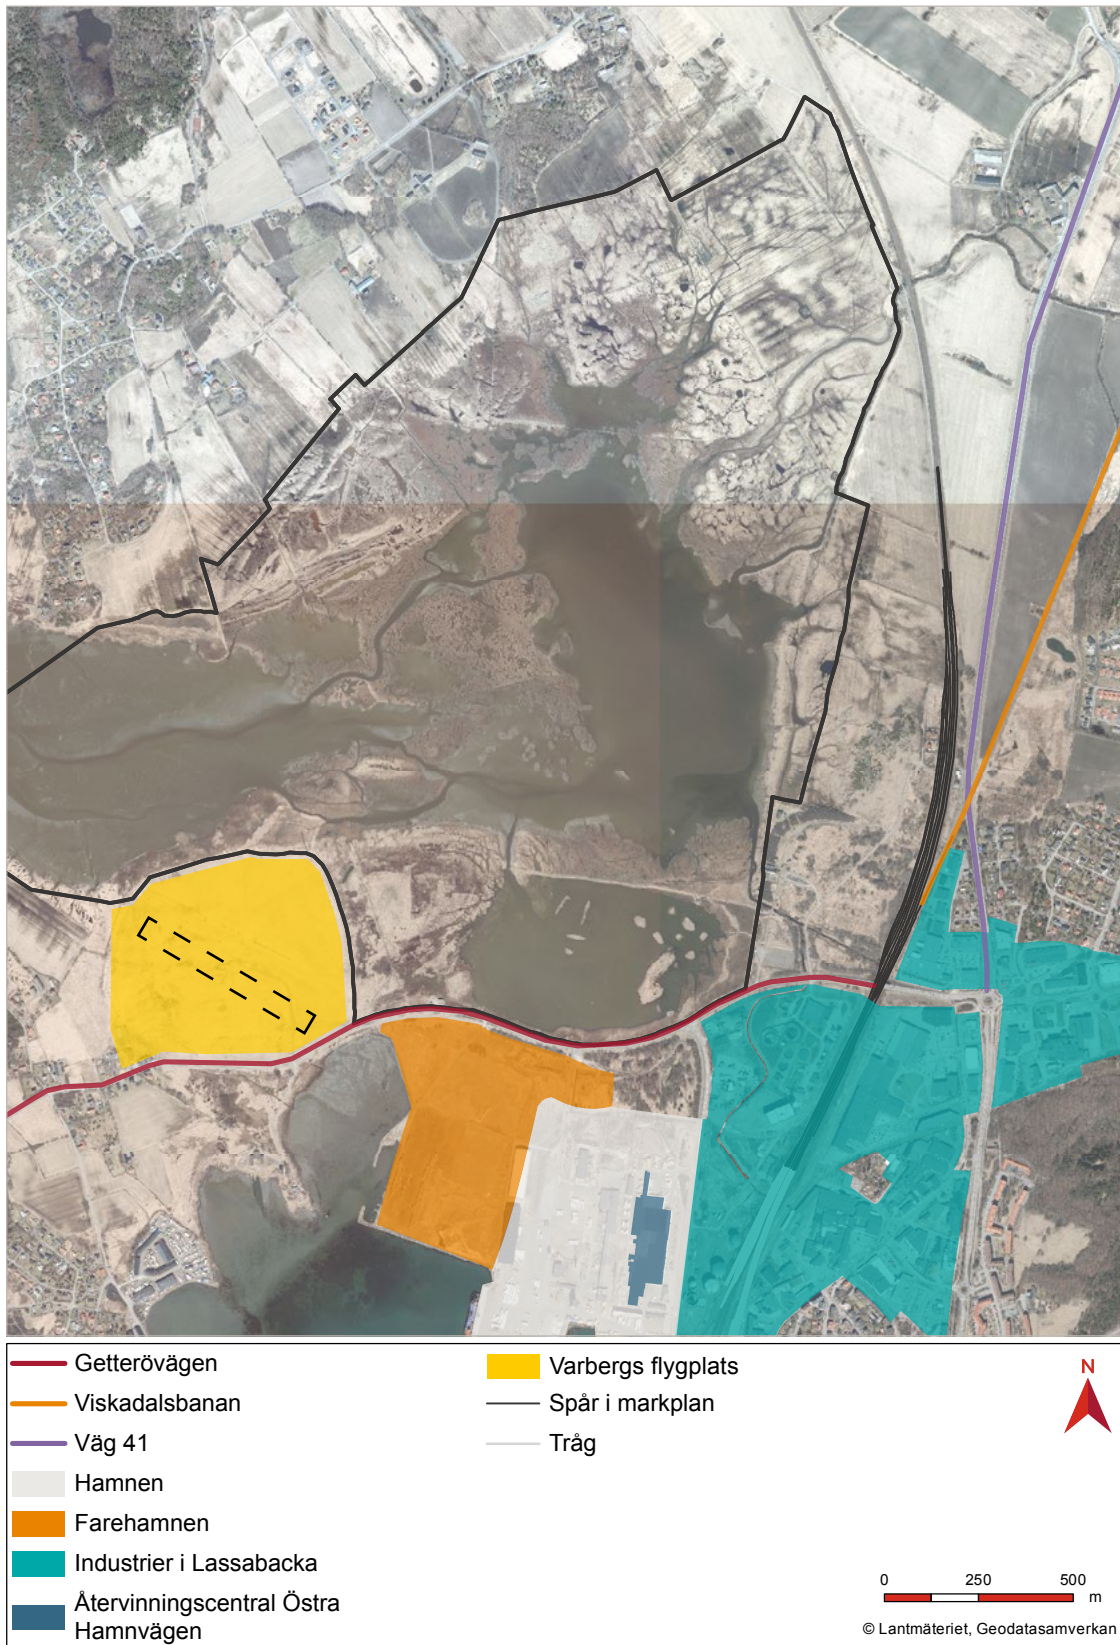 Getterövägen
Viskadalsbanan
Väg 41
Hamnen
Farehamnen
Industrier i Lassabacka
Återvinningscentral Östra
Hamnvägen
Varbergs flygplats
Spår i markplan
Tråg
N
0 250 500
m
© Lantmäteriet, Geodatasamverkan